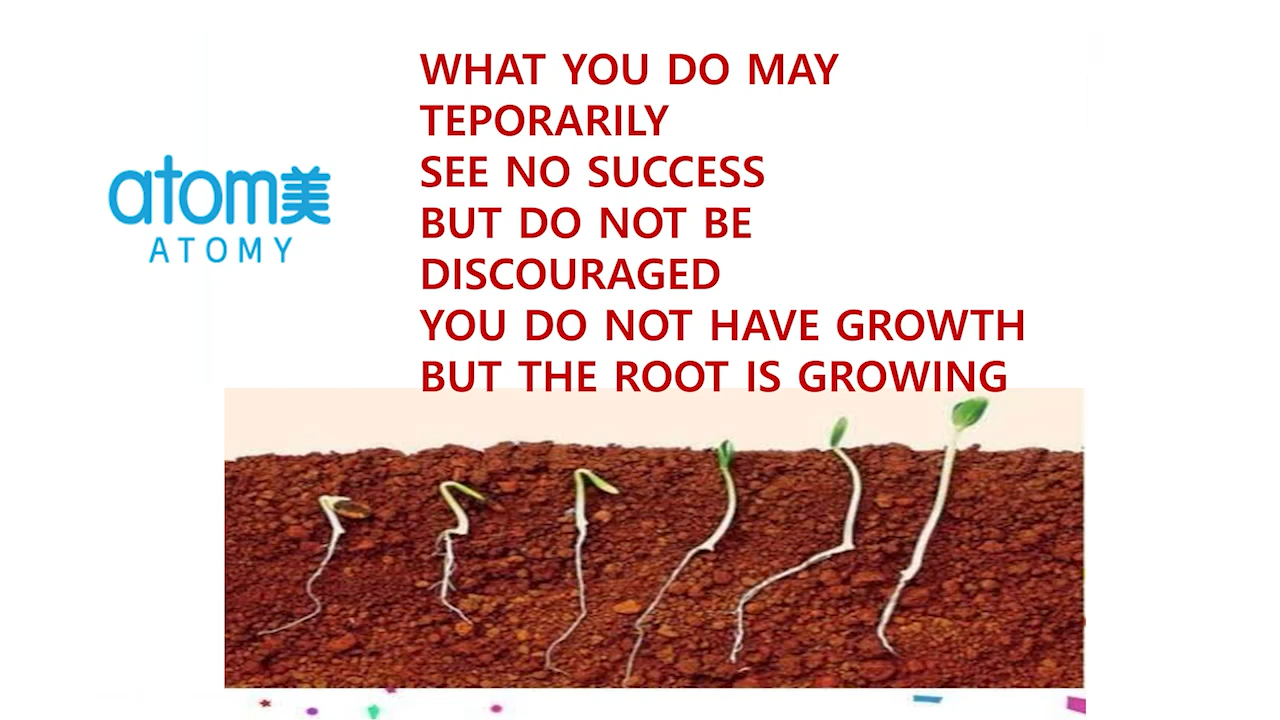 atom美
ATOMY
WHAT YOU DO MAY
TEPORARILY
SEE NO SUCCESS
BUT DO NOT BE
DISCOURAGED
YOU DO NOT HAVE GROWTH
BUT THE ROOT IS GROWING